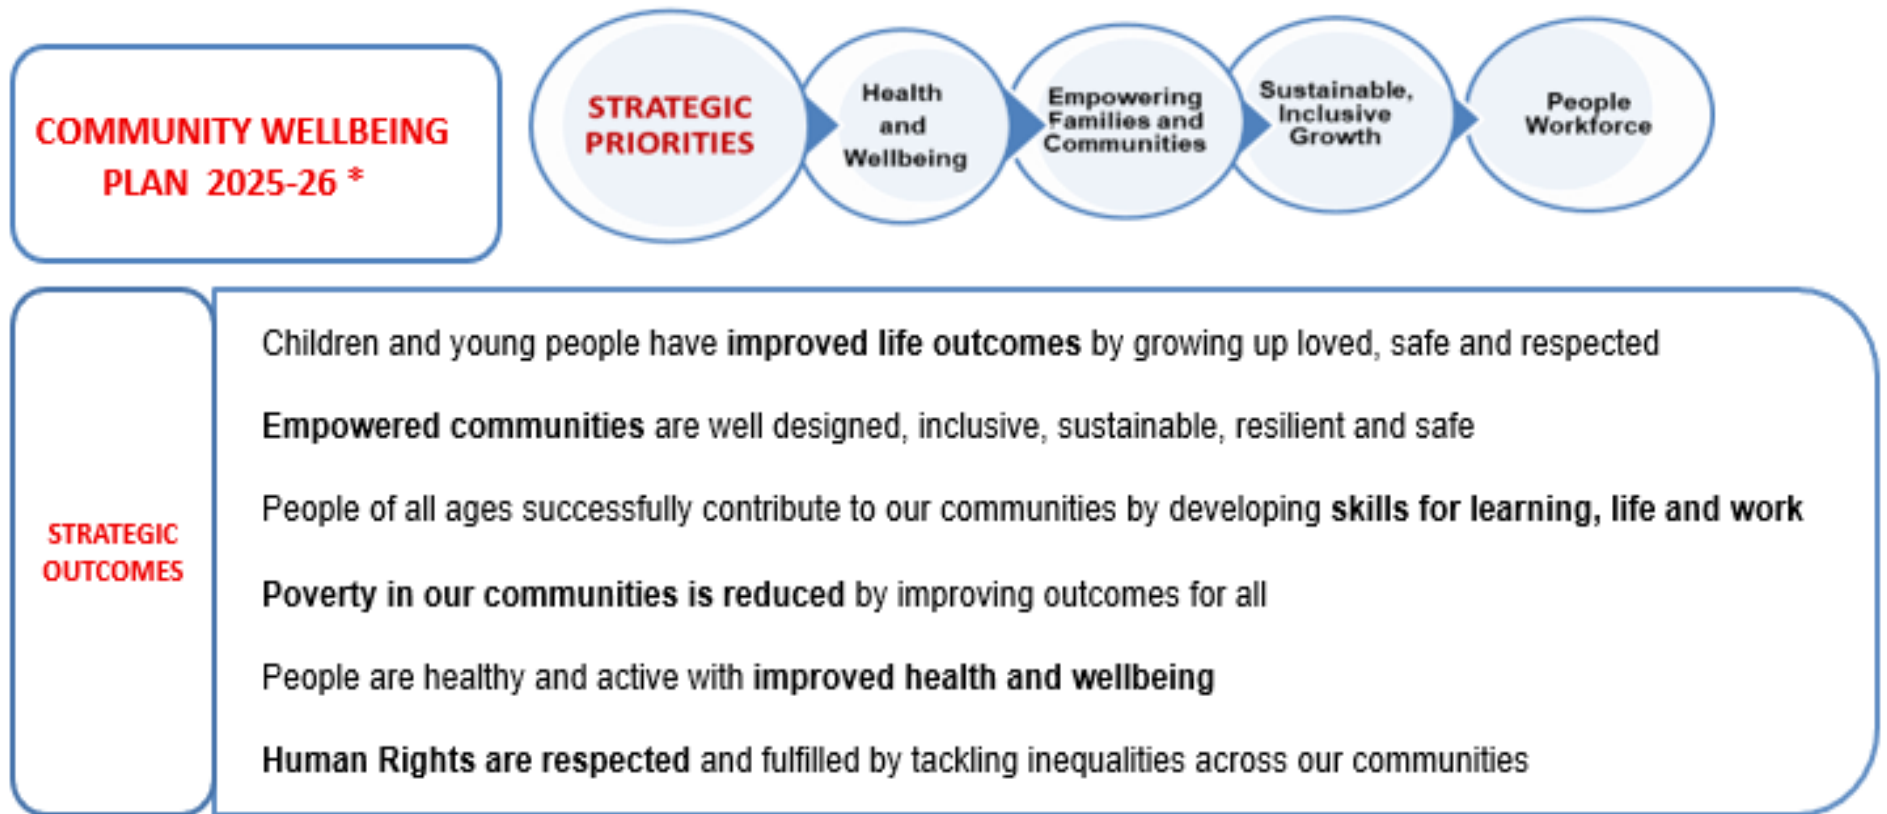 COMMUNITY WELLBEING
PLAN 2025-26 *
STRATEGIC
PRIORITIES
Health
and
Wellbeing
Empowering
Families and
Communities
Sustainable,
Inclusive
Growth
People
Workforce
STRATEGIC
OUTCOMES
Children and young people have improved life outcomes by growing up loved, safe and respected
Empowered communities are well designed, inclusive, sustainable, resilient and safe
People of all ages successfully contribute to our communities by developing skills for learning, life and work
Poverty in our communities is reduced by improving outcomes for all
People are healthy and active with improved health and wellbeing
Human Rights are respected and fulfilled by tackling inequalities across our communities